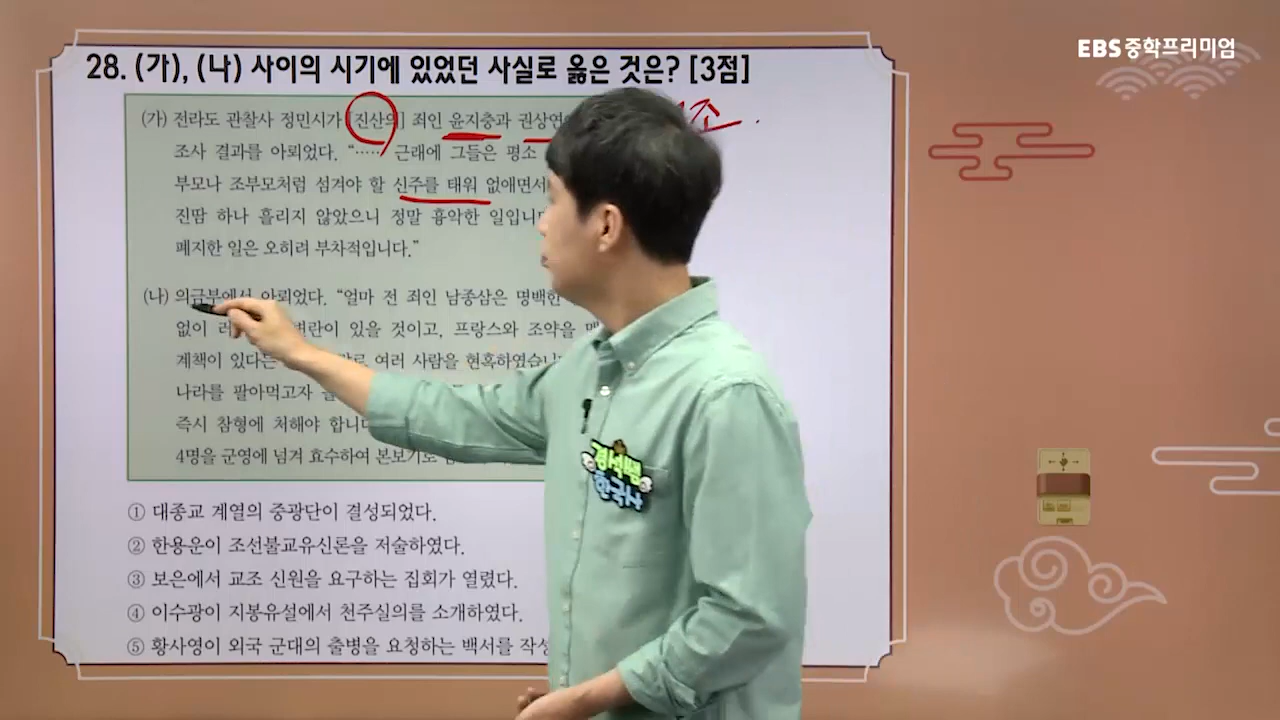 EBS 중학프리미엄
28. (가), (나) 사이의 시기에 있었던 사실로 옳은 것은? [3점]
(가) 전라도 관찰사 정민시가 [진산의] 죄인 윤지충과 권상연
조사 결과를 아뢰었다. "…… 근래에 그들은 평소
부모나 조부모처럼 섬겨야 할 신주를 태워 없애면서
진땀 하나 흘리지 않았으니 정말 흉악한 일입니다
폐지한 일은 오히려 부차적입니다."
(나) 의금부에서 아뢰었다. "얼마 전 죄인 남종삼은 명백한
없이 변란이 있을 것이고, 프랑스와 조약을
계책이 있다는 여러 사람을 현혹하였습니
나라를 팔아먹고자
즉시 참형에 처해야 합니다
4명을 군영에 넘겨 효수하여 본보기로
① 대종교 계열의 중광단이 결성되었다.
② 한용운이 조선불교유신론을 저술하였다.
③ 보은에서 교조 신원을 요구하는 집회가 열렸다.
④ 이수광이 지봉유설에서 천주실의를 소개하였다.
⑤ 황사영이 외국 군대의 출병을 요청하는 백서를 작성
조.
한국사